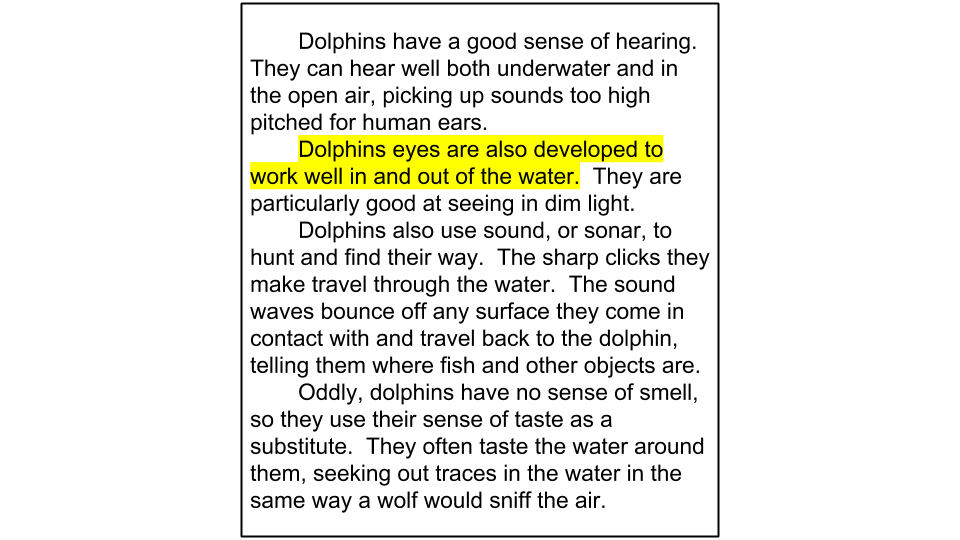 Dolphins have a good sense of hearing.
They can hear well both underwater and in
the open air, picking up sounds too high
pitched for human ears.
Dolphins eyes are also developed to
work well in and out of the water.  They are
particularly good at seeing in dim light.
Dolphins also use sound, or sonar, to
hunt and find their way.  The sharp clicks they
make travel through the water.  The sound
waves bounce off any surface they come in
contact with and travel back to the dolphin,
telling them where fish and other objects are.
Oddly, dolphins have no sense of smell,
so they use their sense of taste as a
substitute.  They often taste the water around
them, seeking out traces in the water in the
same way a wolf would sniff the air.